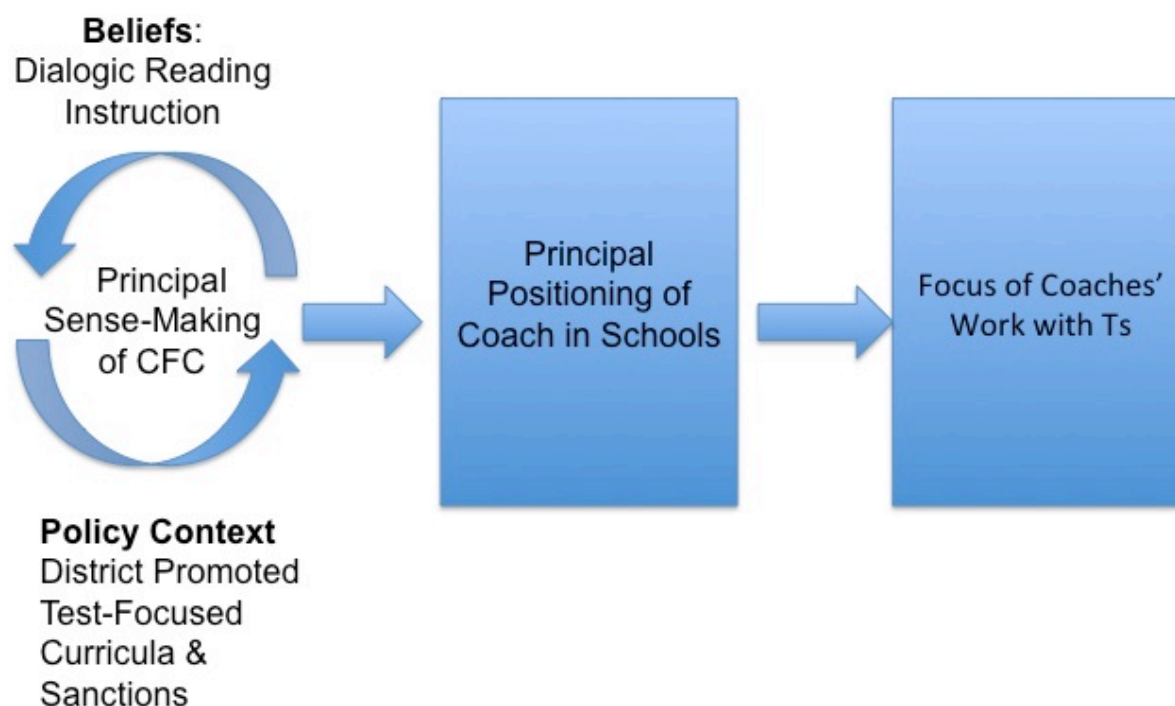 Beliefs:
Dialogic Reading
Instruction
Principal
Sense-Making
of CFC
Policy Context
District Promoted
Test-Focused
Curricula &
Sanctions
Principal
Positioning of
Coach in Schools
Focus of Coaches’
Work with Ts